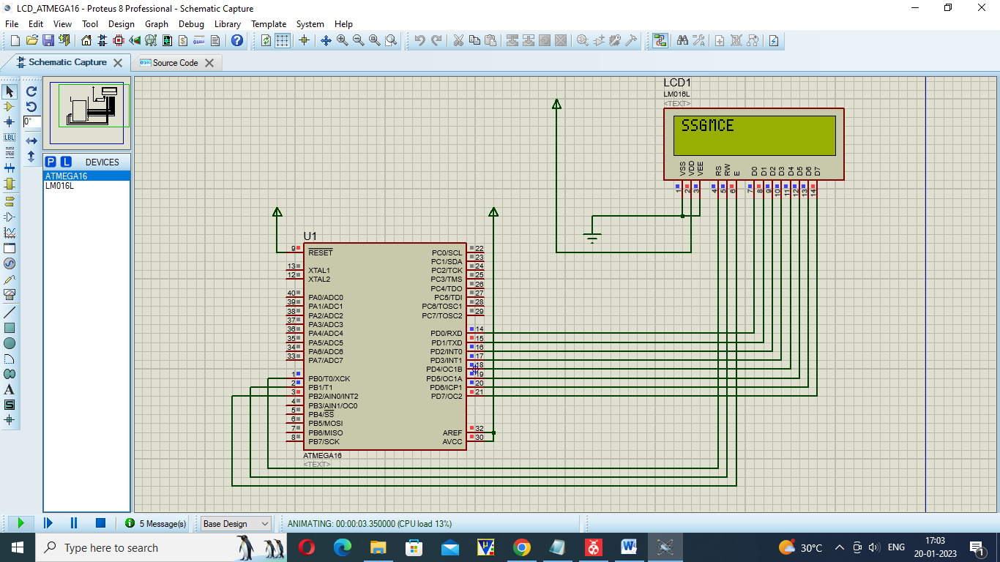 LCD_ATMEGA16 - Proteus 8 Professional - Schematic Capture
File Edit View Tool Design Graph Debug Library Template System Help
Schematic Capture
Source Code
0°
LBL
P L DEVICES
ATMEGA16
LM016L
LCD1
LM016L
<TEXT>
SSGMCE
VSS VDD VEE RS RW E D0 D1 D2 D3 D4 D5 D6 D7
1 2 3 4 5 6 7 8 9 10 11 12 13 14
U1
9 RESET PC0/SCL 22
PC1/SDA 23
13 XTAL1 PC2/TCK 24
12 XTAL2 PC3/TMS 25
PC4/TDO 26
40 PA0/ADC0 PC5/TDI 27
39 PA1/ADC1 PC6/TOSC1 28
38 PA2/ADC2 PC7/TOSC2 29
37 PA3/ADC3
36 PA4/ADC4 PD0/RXD 14
35 PA5/ADC5 PD1/TXD 15
34 PA6/ADC6 PD2/INT0 16
33 PA7/ADC7 PD3/INT1 17
PD4/OC1B 18
1 PB0/T0/XCK PD5/OC1A 19
2 PB1/T1 PD6/ICP1 20
3 PB2/AIN0/INT2 PD7/OC2 21
4 PB3/AIN1/OC0
5 PB4/SS
6 PB5/MOSI
7 PB6/MISO AREF 32
8 PB7/SCK AVCC 30
ATMEGA16
<TEXT>
5 Message(s)
Base Design
ANIMATING: 00:00:03.350000 (CPU load 13%)
Type here to search
30°C
ENG
17:03
20-01-2023
1